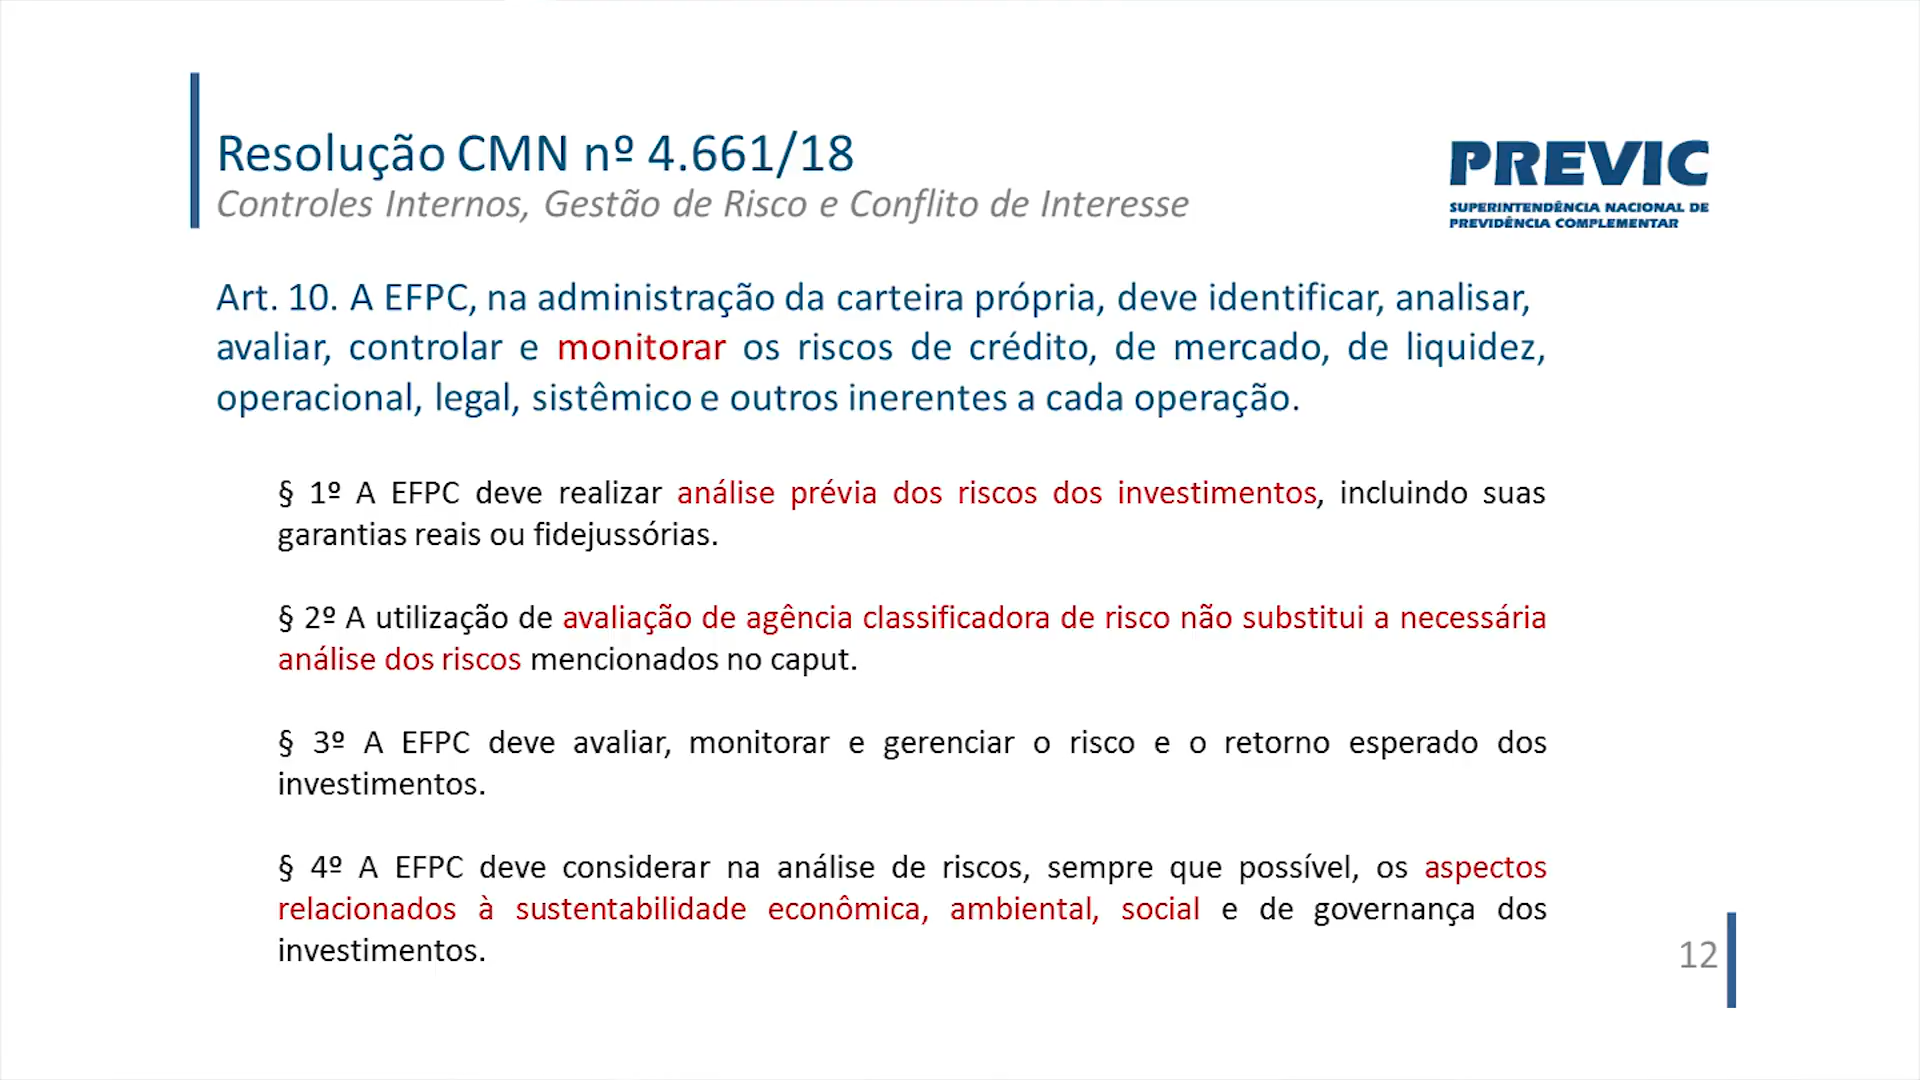 Resolução CMN nº 4.661/18
Controles Internos, Gestão de Risco e Conflito de Interesse
PREVIC
SUPERINTENDÊNCIA NACIONAL DE
PREVIDÊNCIA COMPLEMENTAR
Art. 10. A EFPC, na administração da carteira própria, deve identificar, analisar,
avaliar, controlar e monitorar os riscos de crédito, de mercado, de liquidez,
operacional, legal, sistêmico e outros inerentes a cada operação.
§ 1º A EFPC deve realizar análise prévia dos riscos dos investimentos, incluindo suas
garantias reais ou fidejussórias.
§ 2º A utilização de avaliação de agência classificadora de risco não substitui a necessária
análise dos riscos mencionados no caput.
§ 3º A EFPC deve avaliar, monitorar e gerenciar o risco e o retorno esperado dos
investimentos.
§ 4º A EFPC deve considerar na análise de riscos, sempre que possível, os aspectos
relacionados à sustentabilidade econômica, ambiental, social e de governança dos
investimentos.
12